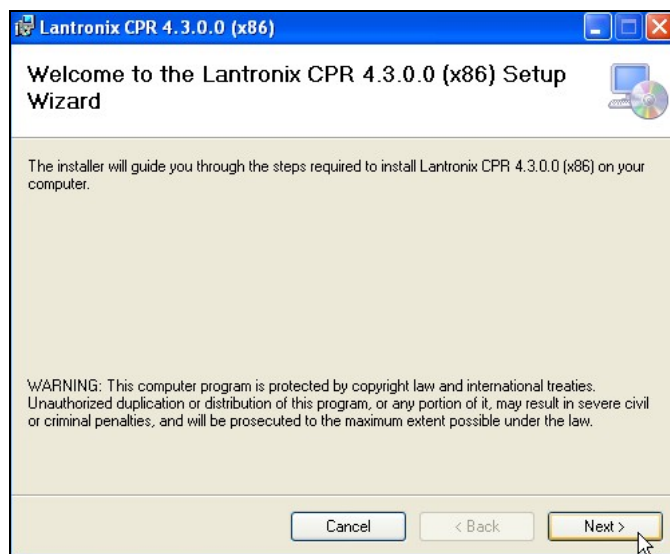 Lantronix CPR 4.3.0.0 (x86)
Welcome to the Lantronix CPR 4.3.0.0 (x86) Setup
Wizard
The installer will guide you through the steps required to install Lantronix CPR 4.3.0.0 (x86) on your
computer.
WARNING: This computer program is protected by copyright law and international treaties.
Unauthorized duplication or distribution of this program, or any portion of it, may result in severe civil
or criminal penalties, and will be prosecuted to the maximum extent possible under the law.
Cancel
< Back
Next >